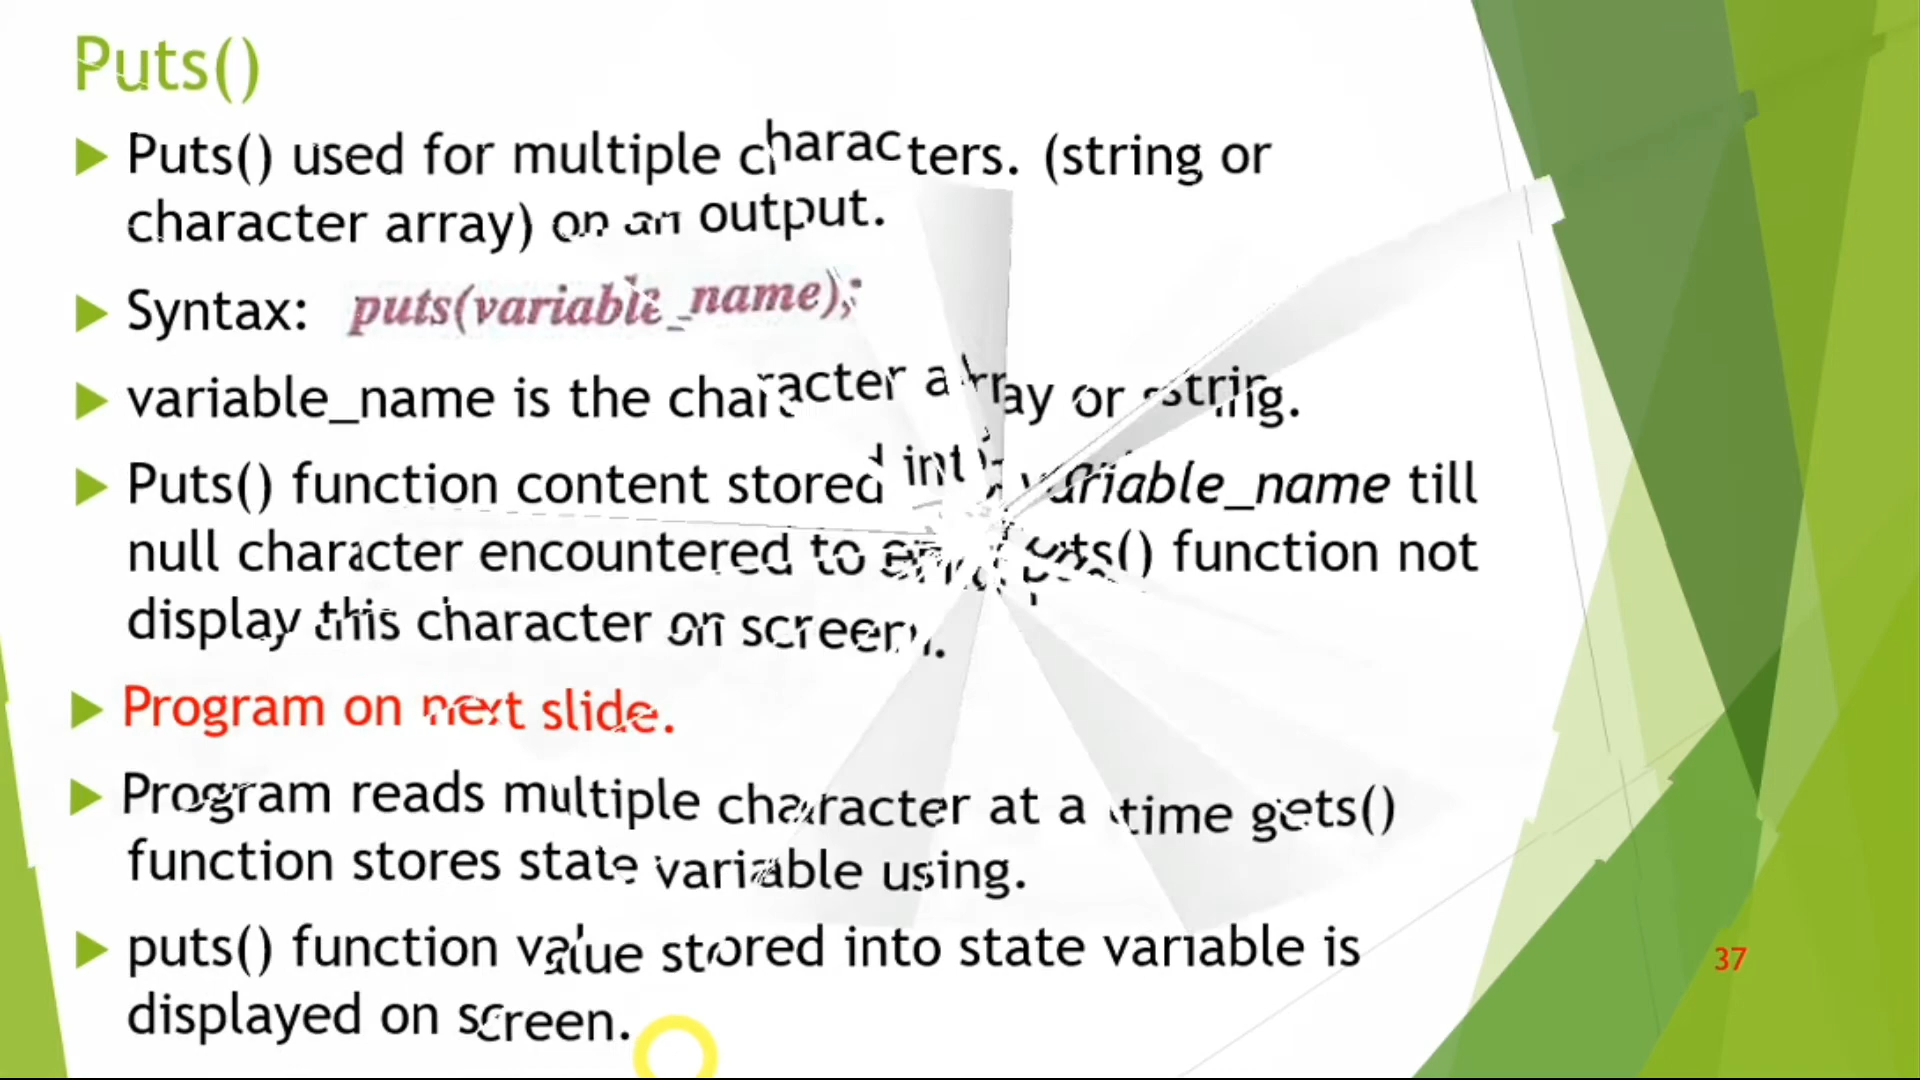 Puts()
Puts() used for multiple characters. (string or
character array) on an output.
Syntax: puts(variable_name);
variable_name is the character array or string.
Puts() function content stored into variable_name till
null character encountered to end. puts() function not
display this character on screen.
Program on next slide.
Program reads multiple character at a time gets()
function stores state variable using.
puts() function value stored into state variable is
displayed on screen.
37